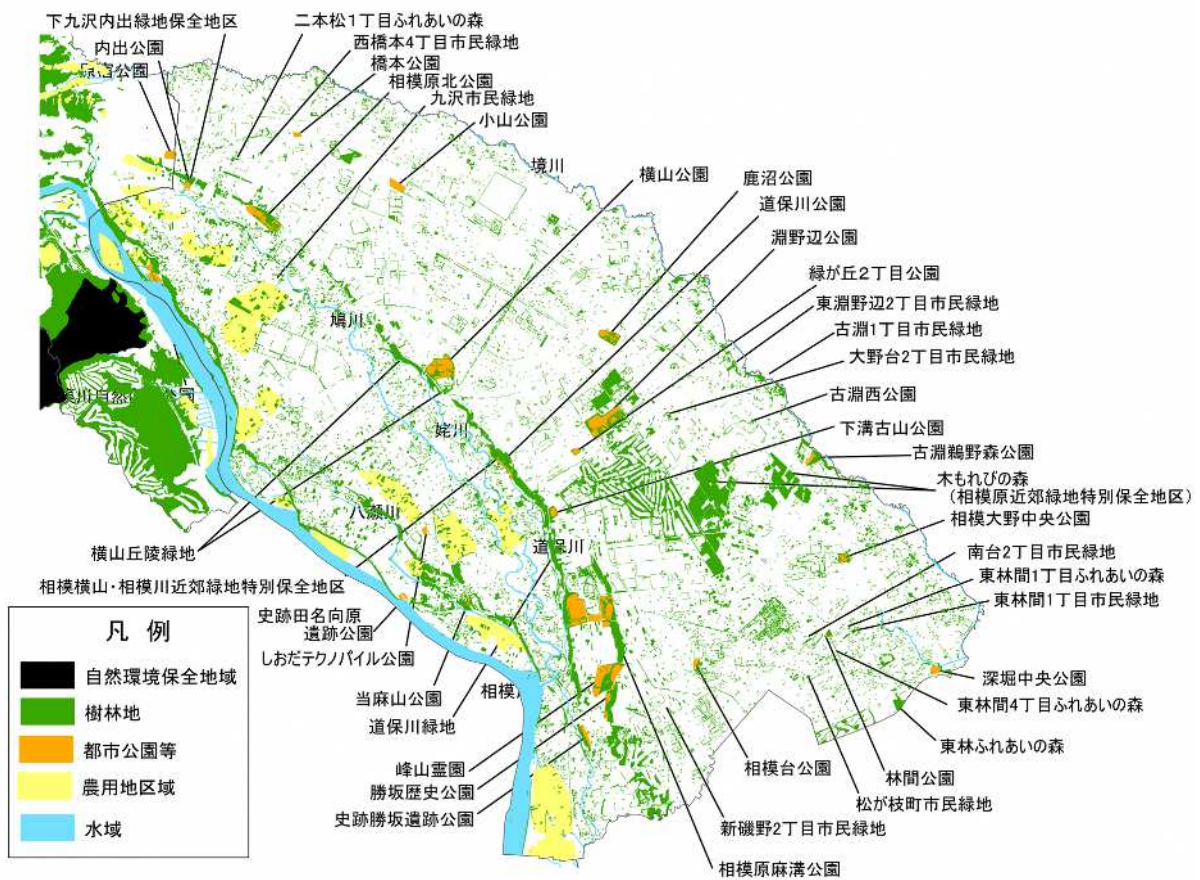 下九沢内出緑地保全地区
二本松1丁目ふれあいの森
内出公園
西橋本4丁目市民緑地
原宿公園
橋本公園
相模原北公園
九沢市民緑地
小山公園
境川
横山公園
鹿沼公園
道保川公園
淵野辺公園
緑が丘2丁目公園
東淵野辺2丁目市民緑地
古淵1丁目市民緑地
大野台2丁目市民緑地
古淵西公園
下溝古山公園
古淵鵜野森公園
木もれびの森
(相模原近郊緑地特別保全地区)
相模大野中央公園
南台2丁目市民緑地
東林間1丁目ふれあいの森
東林間1丁目市民緑地
深堀中央公園
東林間4丁目ふれあいの森
東林ふれあいの森
林間公園
松が枝町市民緑地
相模台公園
新磯野2丁目市民緑地
相模原麻溝公園
鳩川
姥川
八瀬川
道保川
横山丘陵緑地
相模横山・相模川近郊緑地特別保全地区
史跡田名向原
遺跡公園
しおだテクノパイル公園
当麻山公園
相模
道保川緑地
峰山霊園
勝坂歴史公園
史跡勝坂遺跡公園
凡 例
自然環境保全地域
樹林地
都市公園等
農用地区域
水域